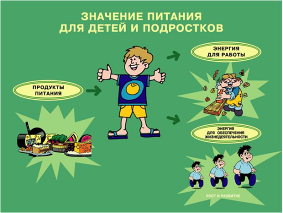 ЗНАЧЕНИЕ ПИТАНИЯ
ДЛЯ ДЕТЕЙ И ПОДРОСТКОВ
ЭНЕРГИЯ
ДЛЯ РАБОТЫ
ПРОДУКТЫ
ПИТАНИЯ
ЭНЕРГИЯ
ДЛЯ ОБЕСПЕЧЕНИЯ
ЖИЗНЕДЕЯТЕЛЬНОСТИ
РОСТ И РАЗВИТИЕ